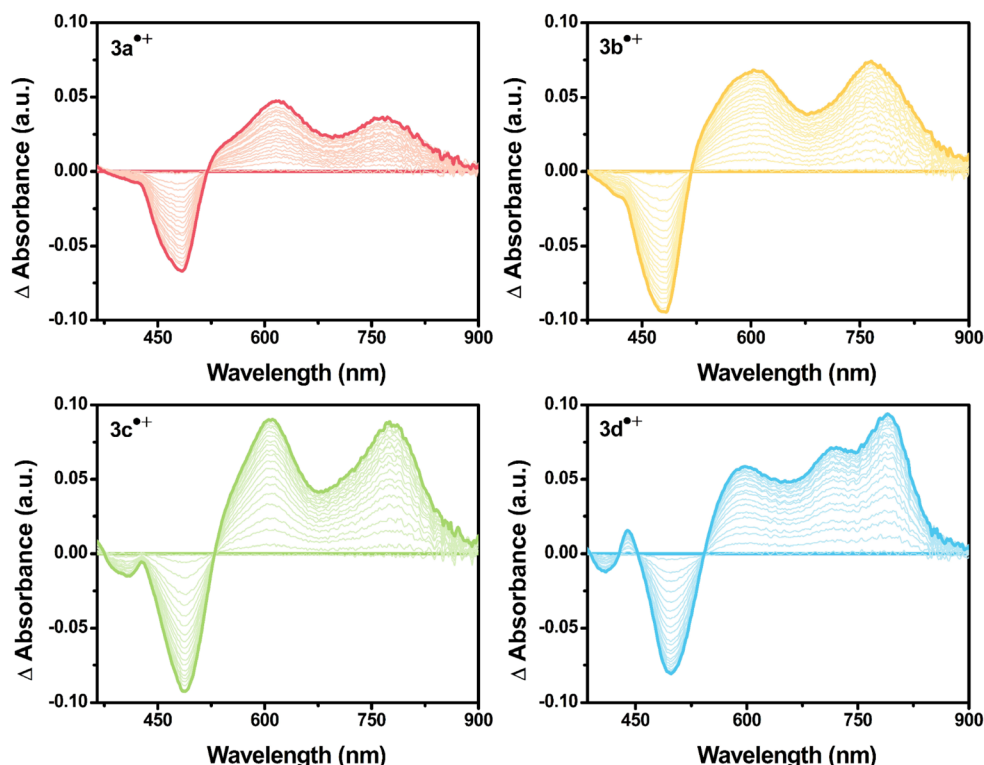 0.10
3a•+
0.05
0.00
-0.05
-0.10
Δ Absorbance (a.u.)
450 600 750 900
Wavelength (nm)
0.10
3b•+
0.05
0.00
-0.05
-0.10
Δ Absorbance (a.u.)
450 600 750 900
Wavelength (nm)
0.10
3c•+
0.05
0.00
-0.05
-0.10
Δ Absorbance (a.u.)
450 600 750 900
Wavelength (nm)
0.10
3d•+
0.05
0.00
-0.05
-0.10
Δ Absorbance (a.u.)
450 600 750 900
Wavelength (nm)